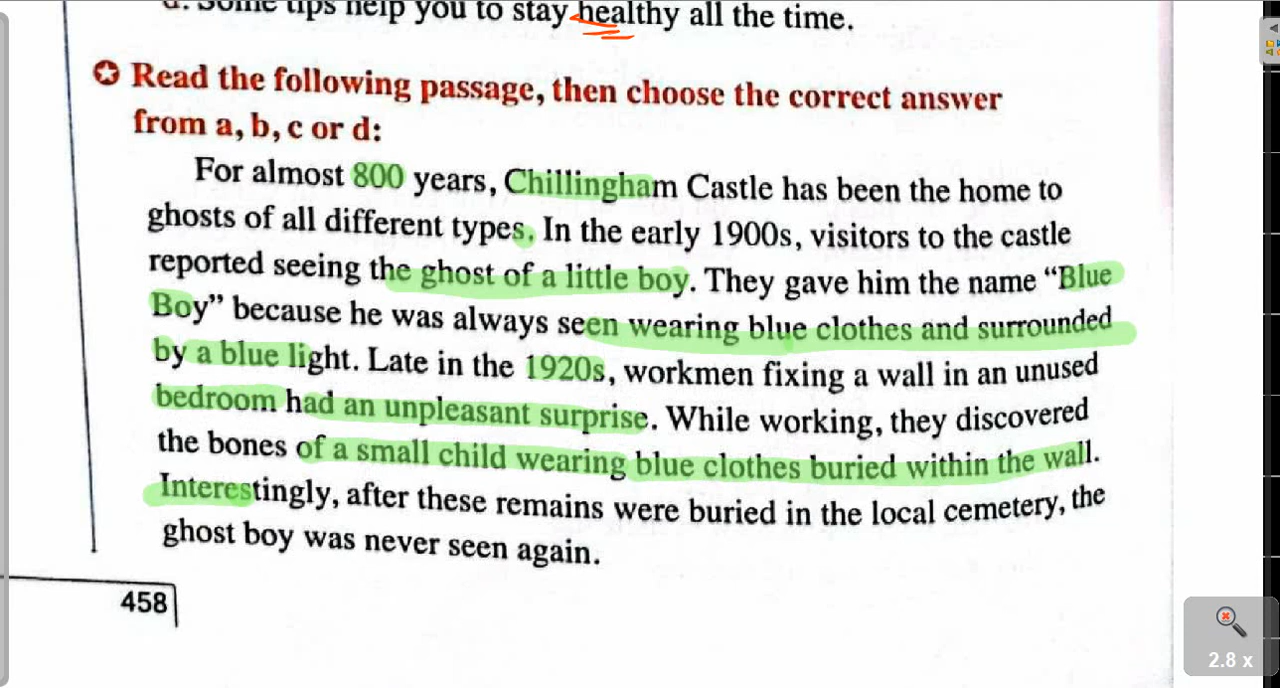 d. Some tips help you to stay healthy all the time.
✪ Read the following passage, then choose the correct answer
from a, b, c or d:
For almost 800 years, Chillingham Castle has been the home to
ghosts of all different types. In the early 1900s, visitors to the castle
reported seeing the ghost of a little boy. They gave him the name “Blue
Boy” because he was always seen wearing blue clothes and surrounded
by a blue light. Late in the 1920s, workmen fixing a wall in an unused
bedroom had an unpleasant surprise. While working, they discovered
the bones of a small child wearing blue clothes buried within the wall.
Interestingly, after these remains were buried in the local cemetery, the
ghost boy was never seen again.
458
2.8 x